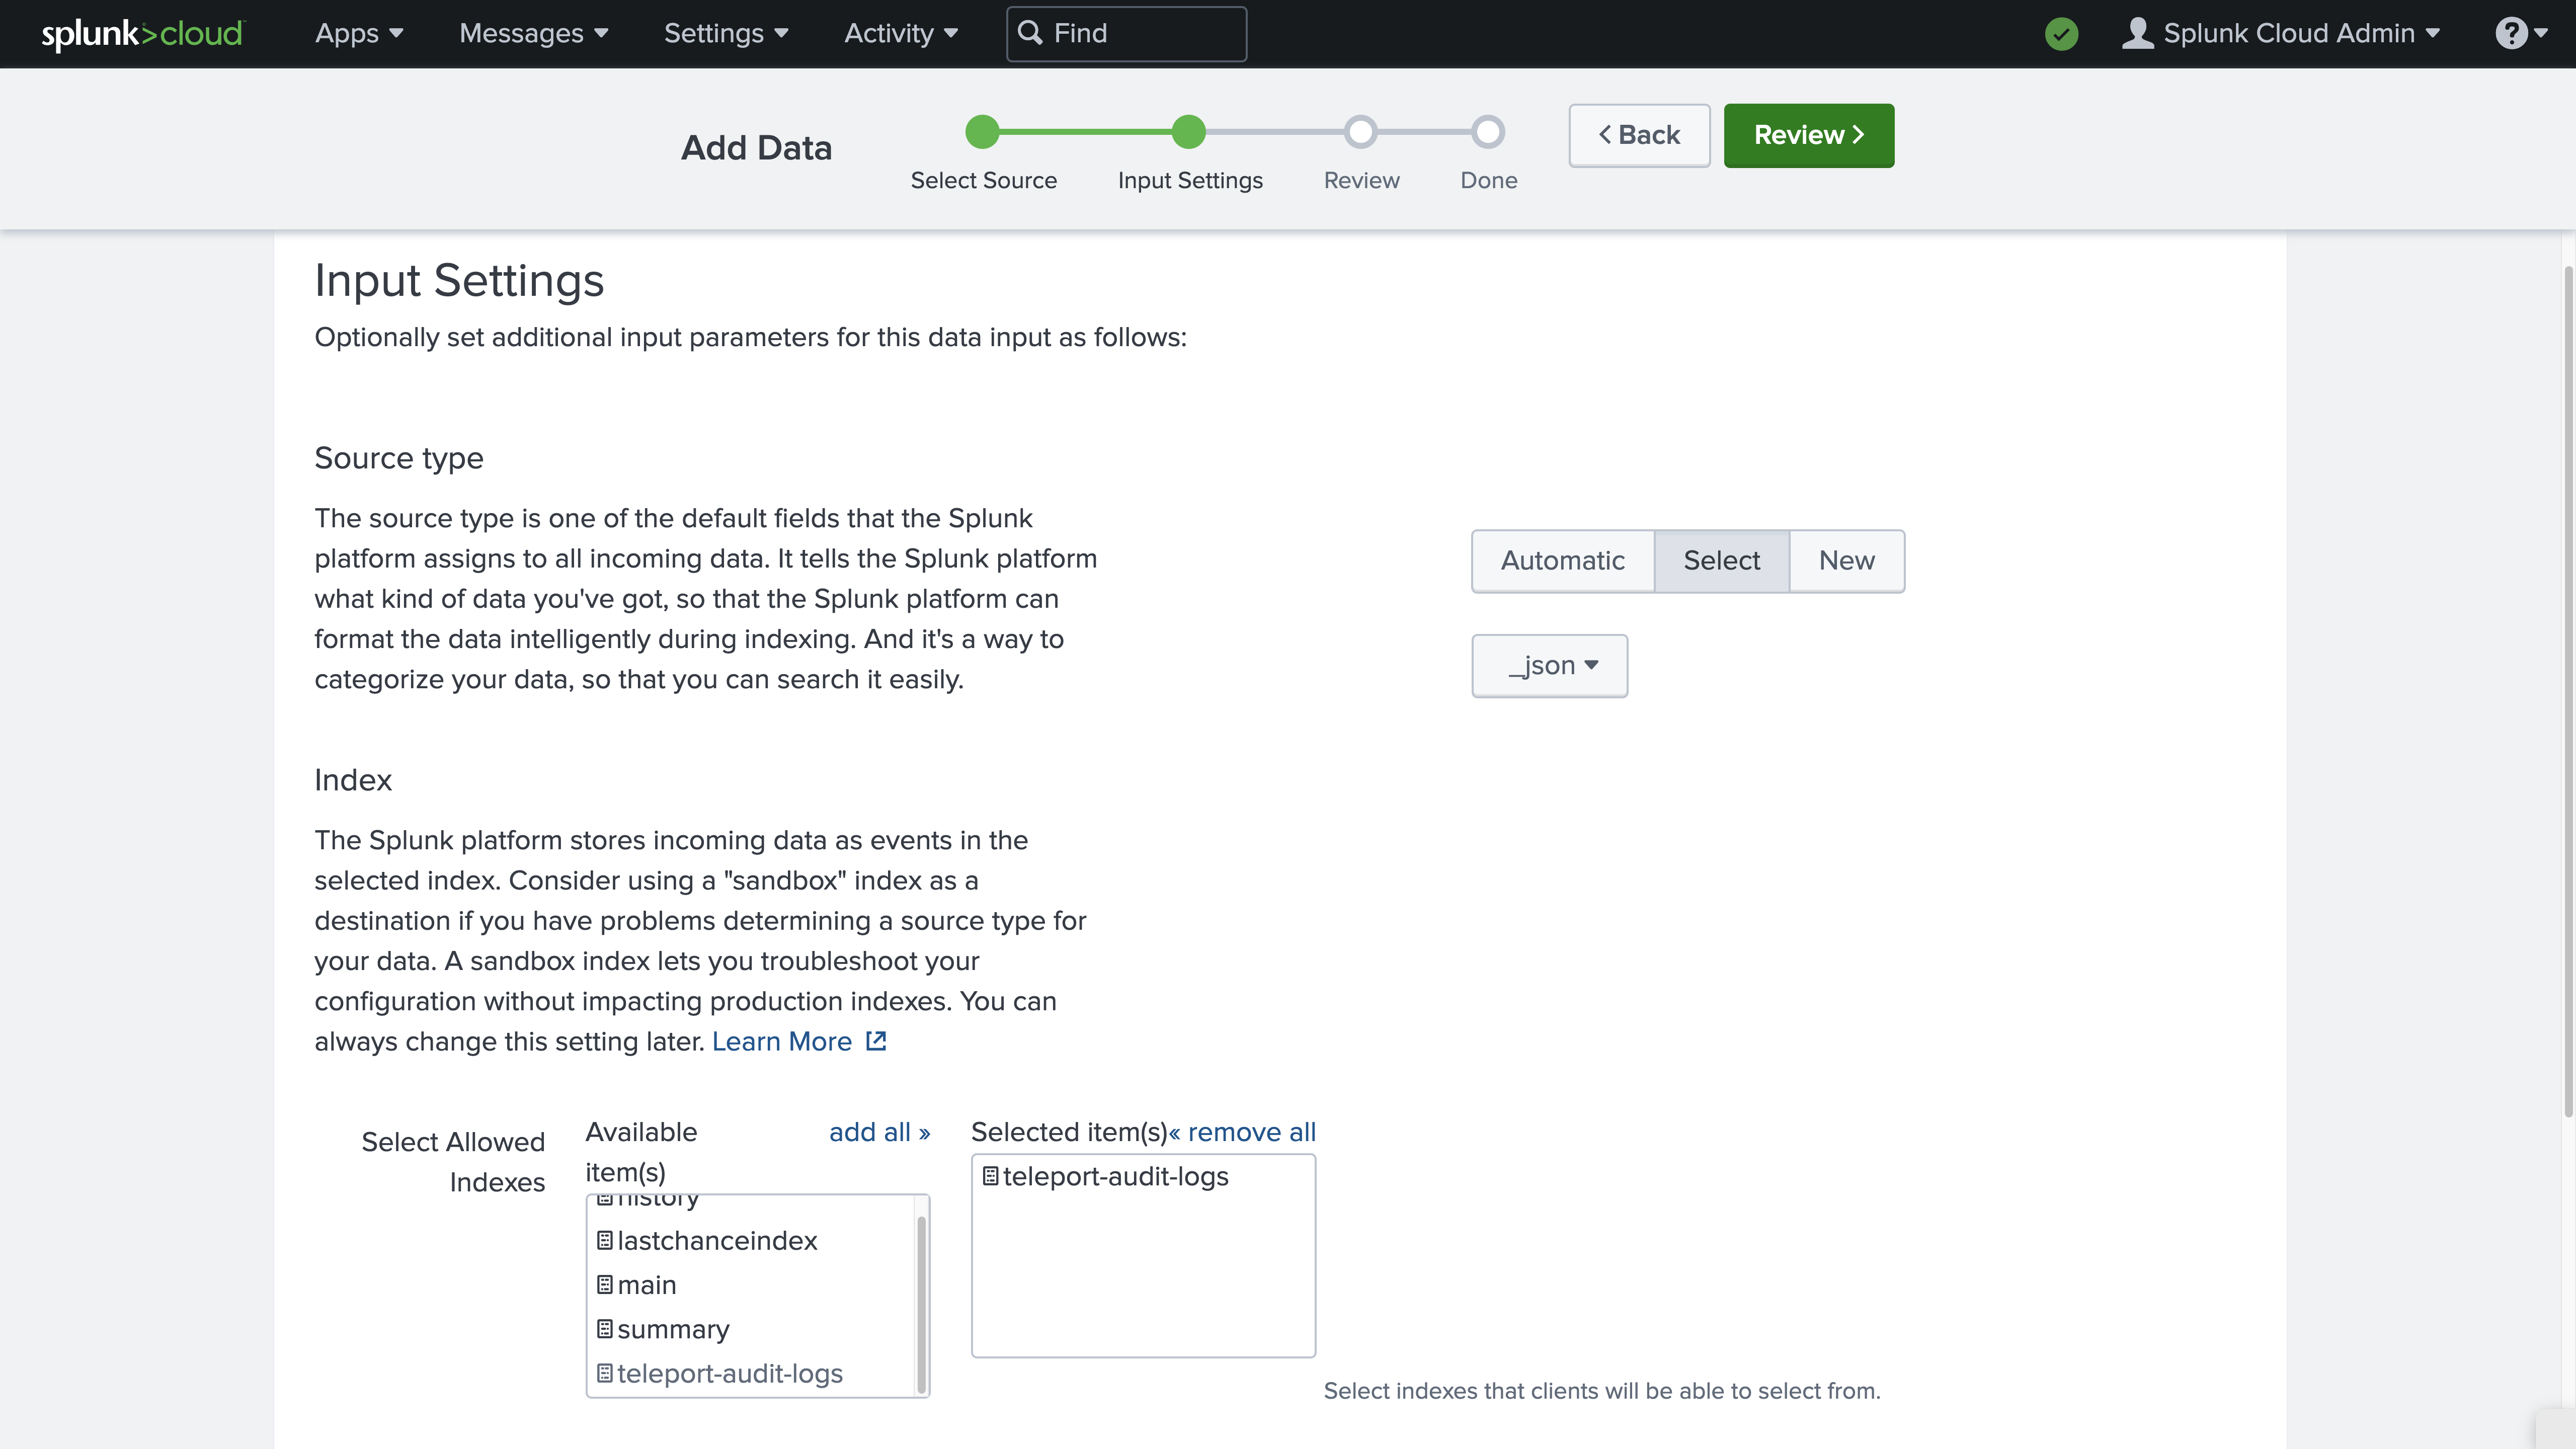 splunk>cloud Apps Messages Settings Activity Find Splunk Cloud Admin ?
Add Data
Select Source Input Settings Review Done
Back Review
Input Settings
Optionally set additional input parameters for this data input as follows:
Source type
The source type is one of the default fields that the Splunk
platform assigns to all incoming data. It tells the Splunk platform
what kind of data you've got, so that the Splunk platform can
format the data intelligently during indexing. And it's a way to
categorize your data, so that you can search it easily.
Automatic Select New
_json
Index
The Splunk platform stores incoming data as events in the
selected index. Consider using a "sandbox" index as a
destination if you have problems determining a source type for
your data. A sandbox index lets you troubleshoot your
configuration without impacting production indexes. You can
always change this setting later. Learn More
Select Allowed
Indexes
Available
item(s)
add all »
history
lastchanceindex
main
summary
teleport-audit-logs
Selected item(s)« remove all
teleport-audit-logs
Select indexes that clients will be able to select from.